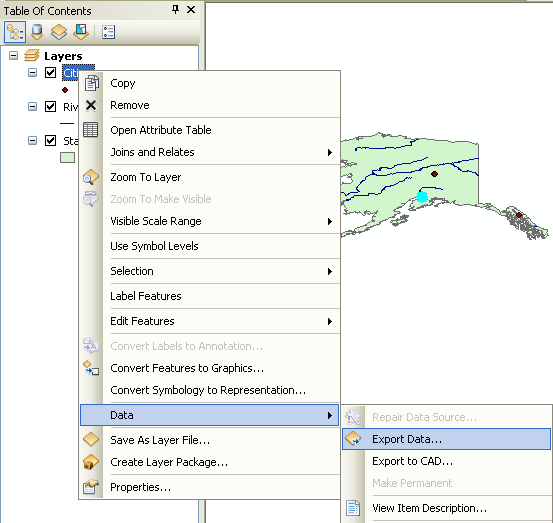 Table Of Contents
Layers
Copy
Remove
Open Attribute Table
Joins and Relates
Zoom To Layer
Zoom To Make Visible
Visible Scale Range
Use Symbol Levels
Selection
Label Features
Edit Features
Convert Labels to Annotation...
Convert Features to Graphics...
Convert Symbology to Representation...
Data
Save As Layer File...
Create Layer Package...
Properties...
Repair Data Source...
Export Data...
Export to CAD...
Make Permanent
View Item Description...